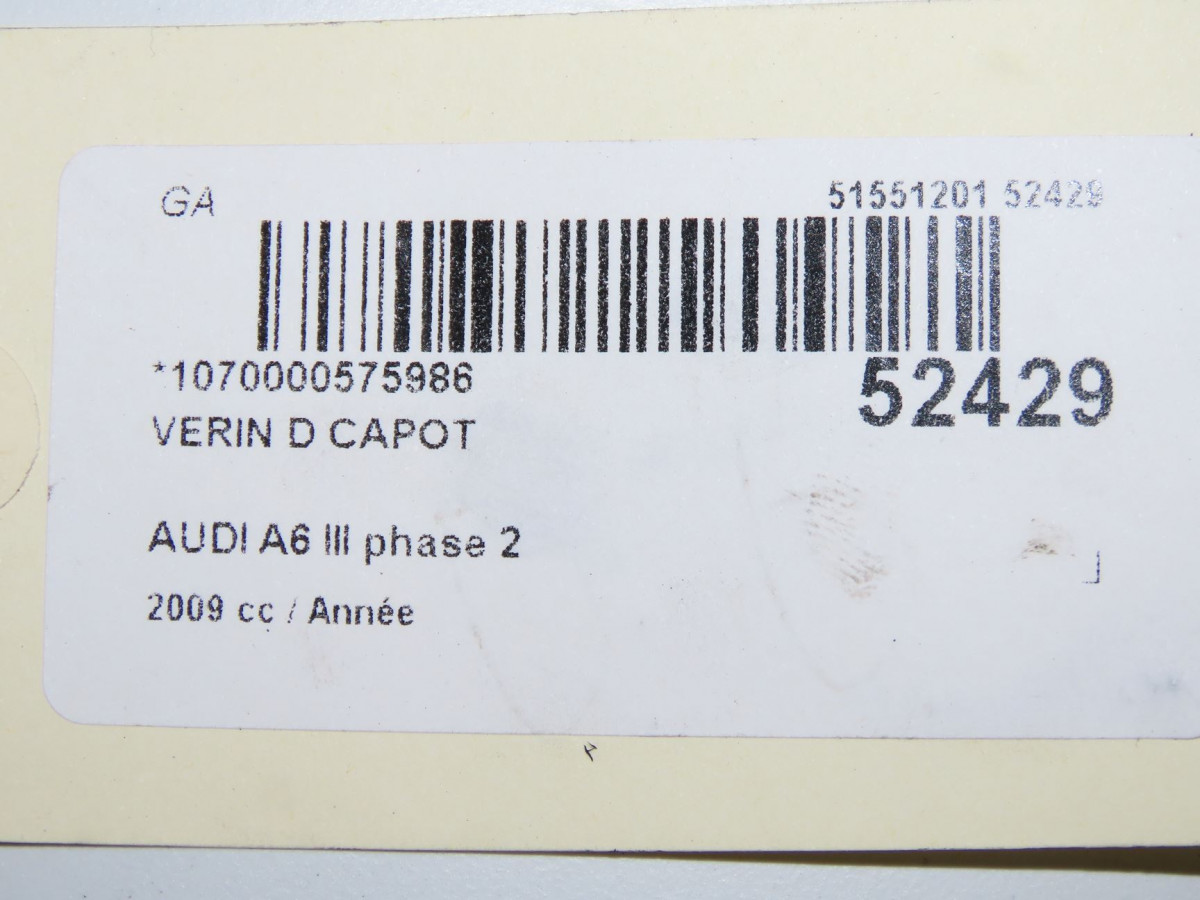 GA
51551201 52429
*1070000575986
52429
VERIN D CAPOT
AUDI A6 III phase 2
2009 cc / Année